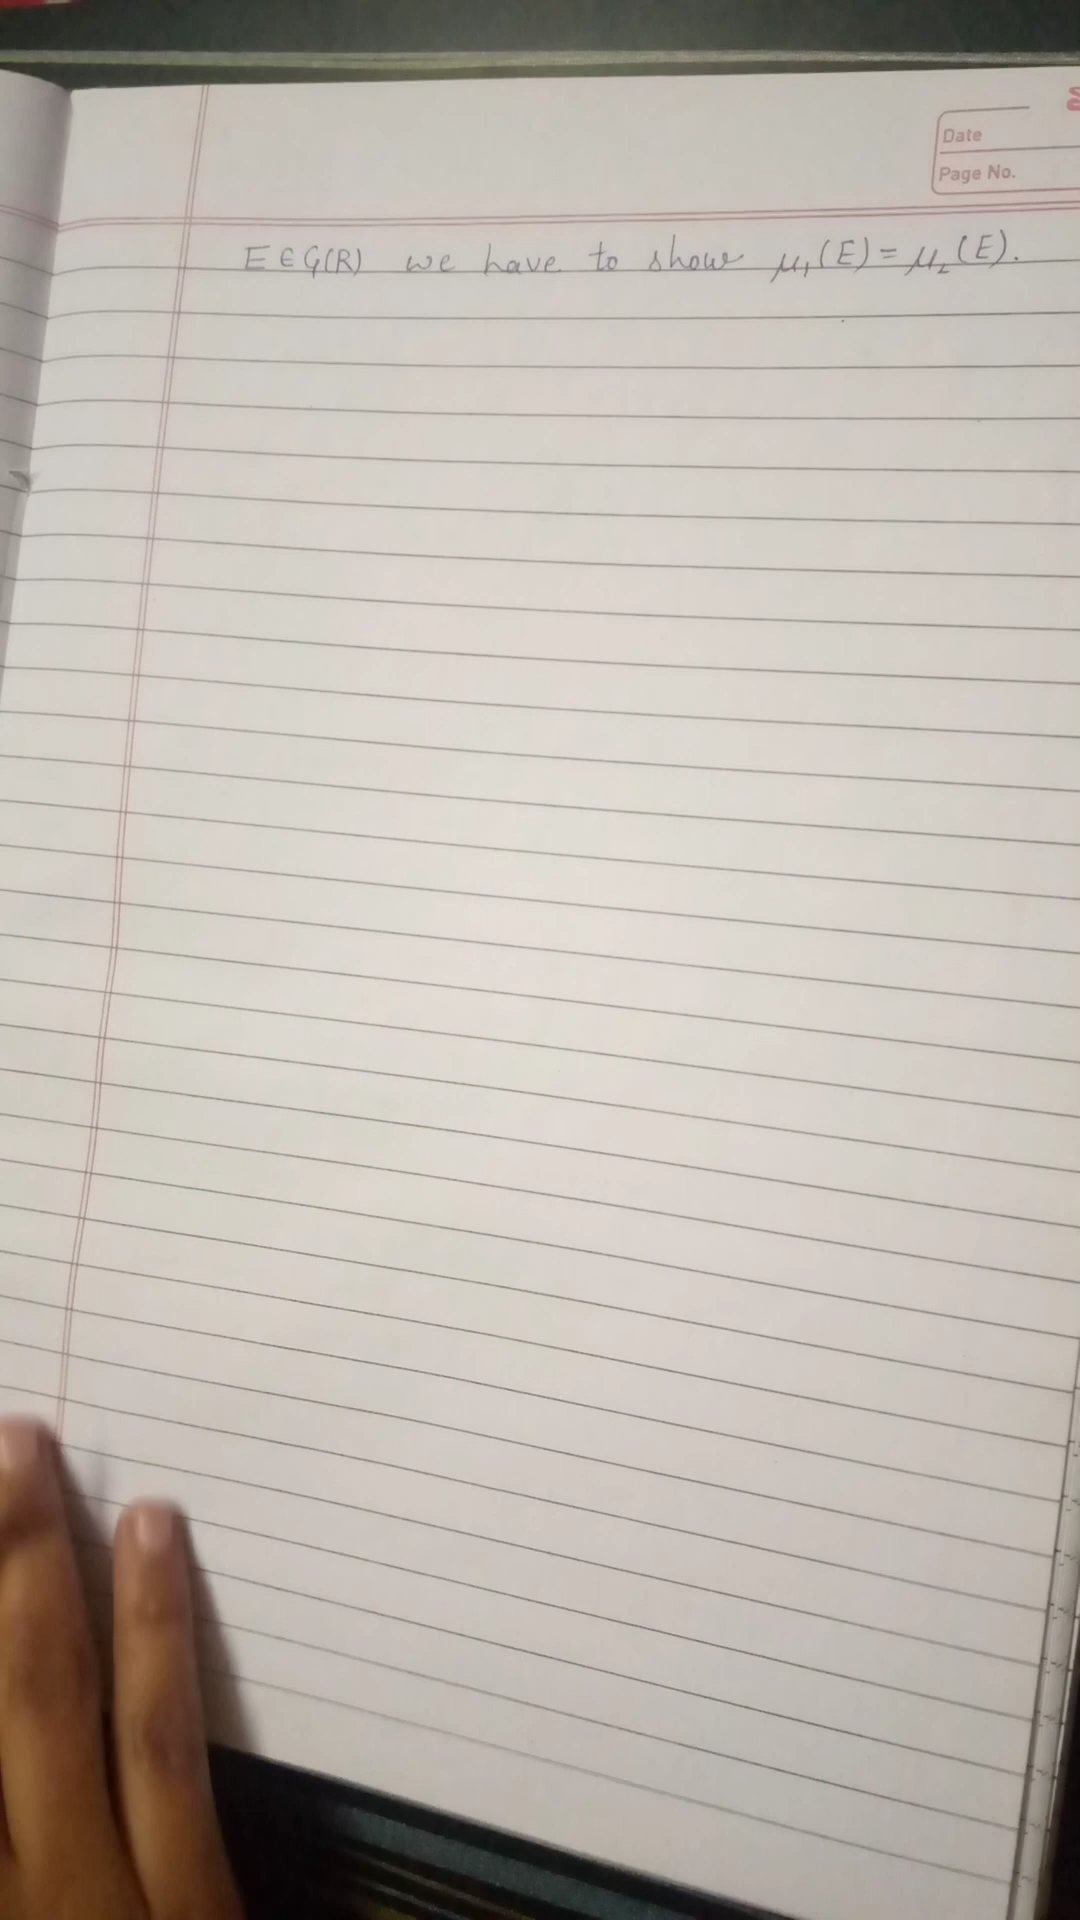 Date
Page No.
E ∈ G(R) we have to show μ₁(E) = μ₂(E).